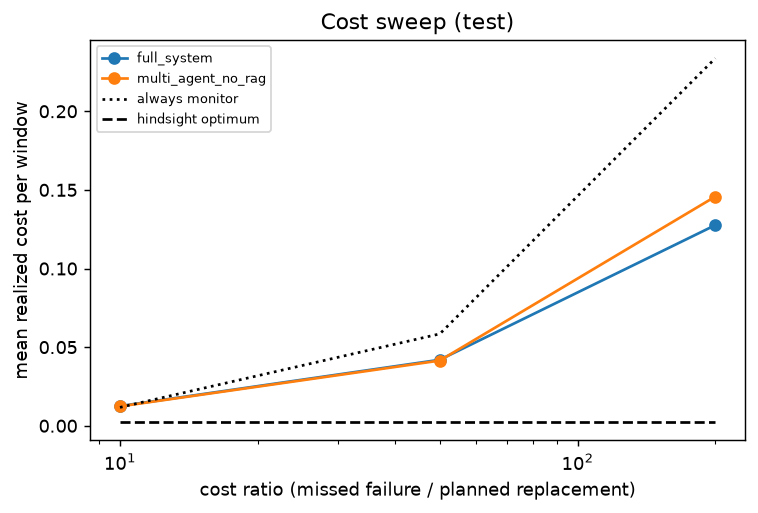 Cost sweep (test)
full_system
multi_agent_no_rag
always monitor
hindsight optimum
mean realized cost per window
0.20
0.15
0.10
0.05
0.00
10¹
10²
cost ratio (missed failure / planned replacement)